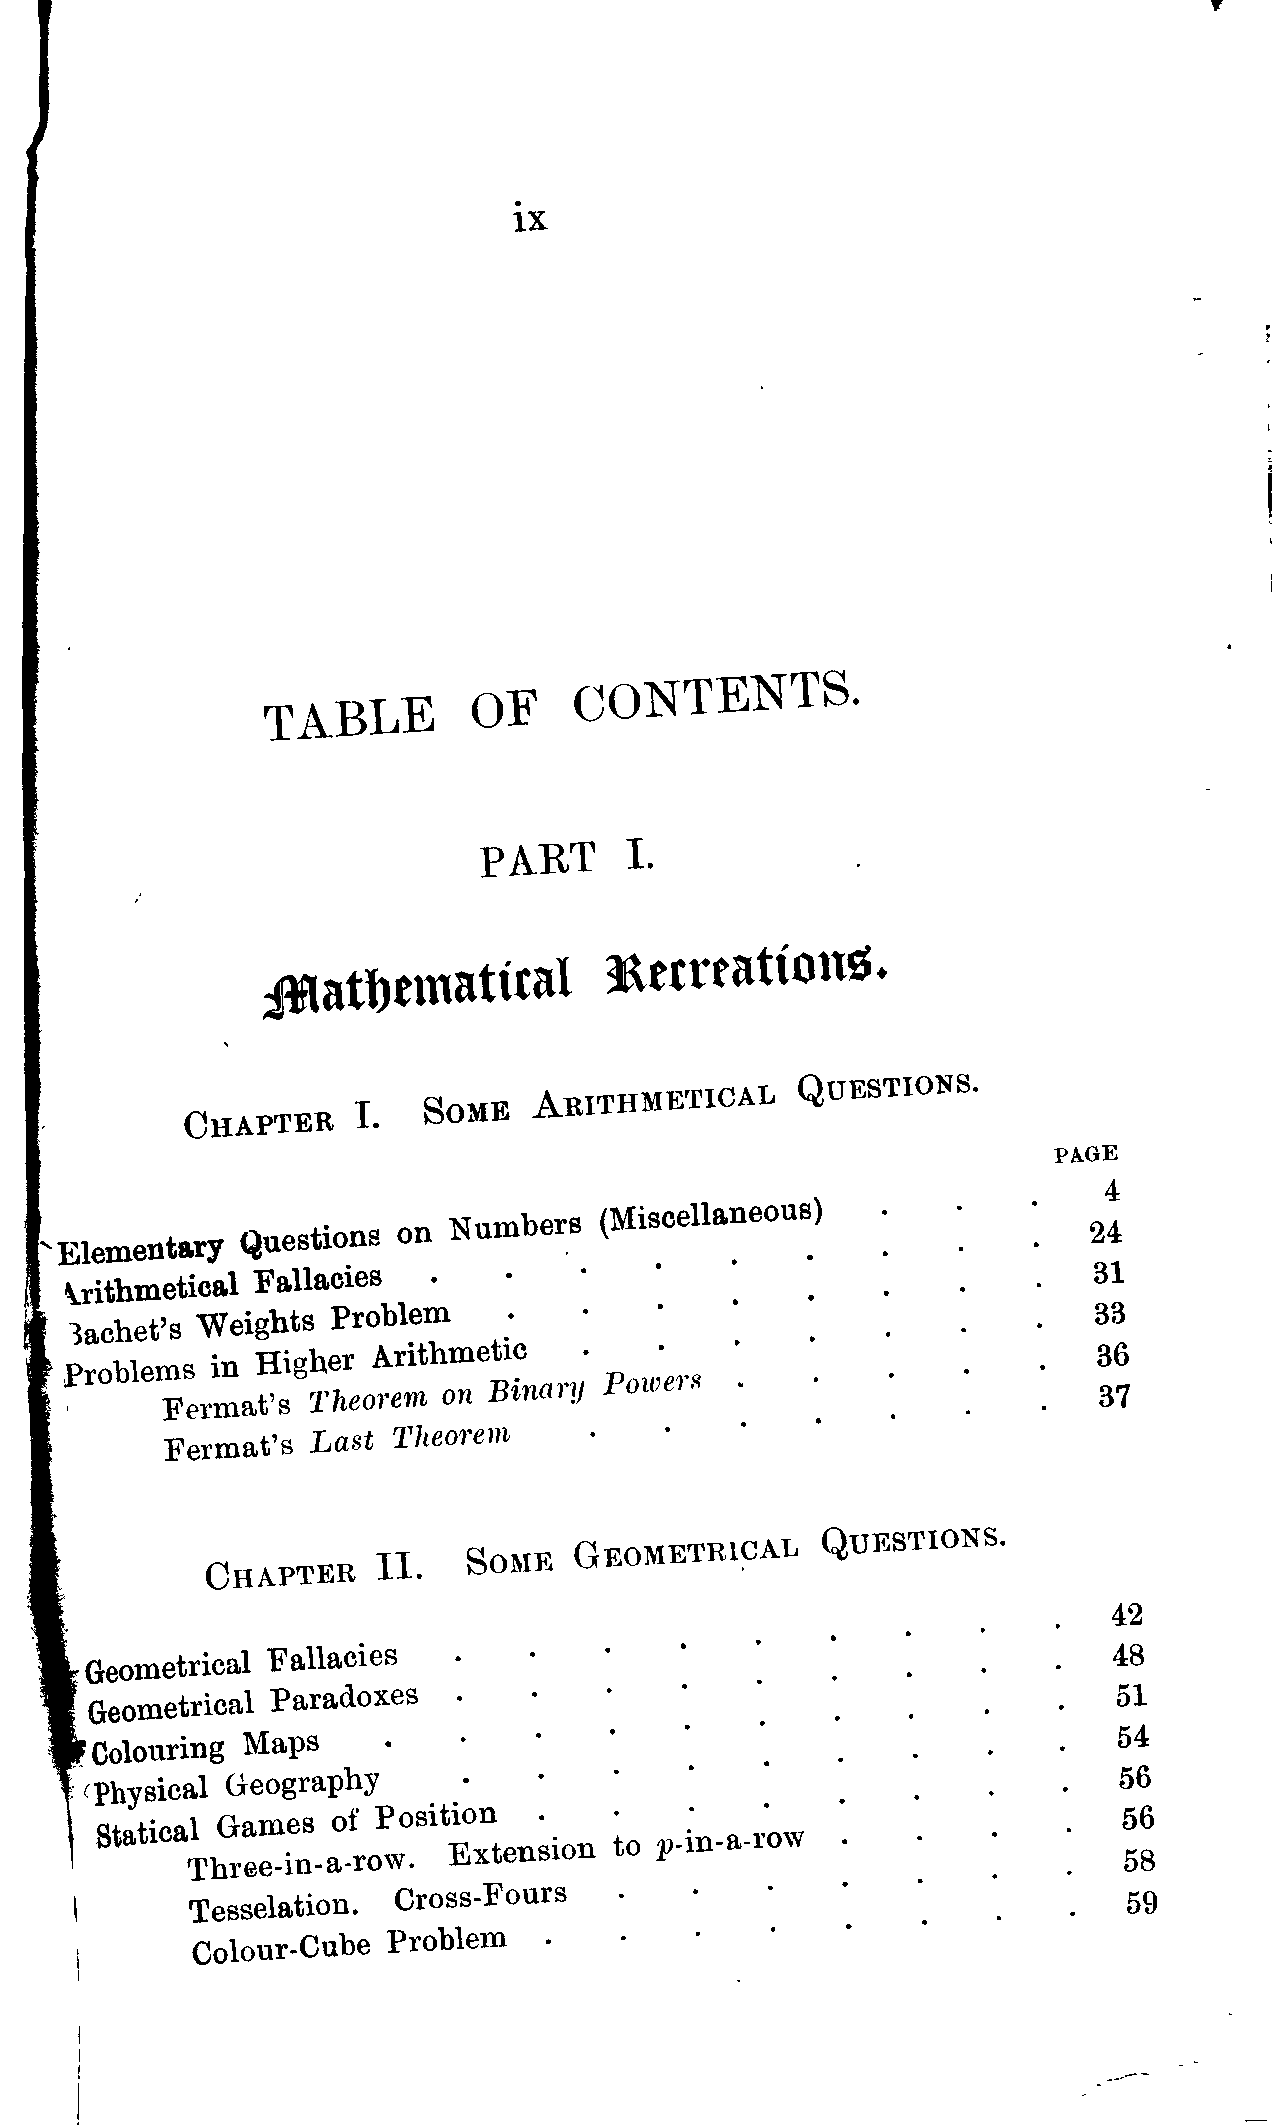 ix
TABLE OF CONTENTS.
PART I.
Mathematical Recreations.
CHAPTER I. SOME ARITHMETICAL QUESTIONS.
PAGE
Elementary Questions on Numbers (Miscellaneous) . . . 4
Arithmetical Fallacies . . . . . . . . . 24
Bachet's Weights Problem . . . . . . . . 31
Problems in Higher Arithmetic . . . . . . . 33
Fermat's Theorem on Binary Powers . . . . . 36
Fermat's Last Theorem . . . . . . . 37
CHAPTER II. SOME GEOMETRICAL QUESTIONS.
Geometrical Fallacies . . . . . . . . . 42
Geometrical Paradoxes . . . . . . . . . 48
Colouring Maps . . . . . . . . . . 51
Physical Geography . . . . . . . . . 54
Statical Games of Position . . . . . . . . 56
Three-in-a-row. Extension to p-in-a-row . . . . 56
Tesselation. Cross-Fours . . . . . . . 58
Colour-Cube Problem . . . . . . . . 59